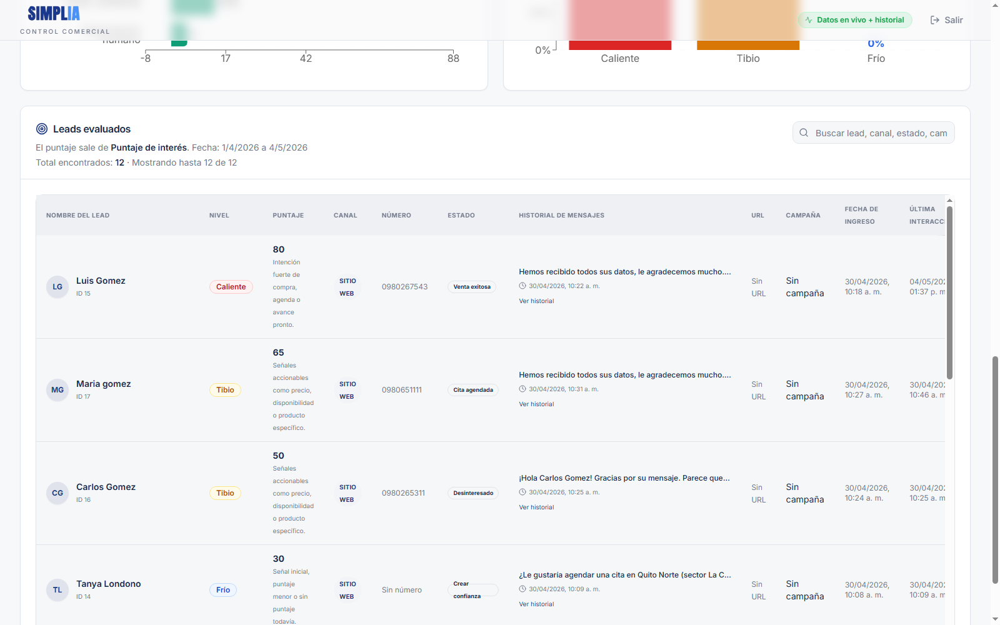 SIMPLIA
CONTROL COMERCIAL
Datos en vivo + historial
Salir
humano
-8 17 42 88
0%
Caliente Tibio Frío
0%
Leads evaluados
El puntaje sale de Puntaje de interés. Fecha: 1/4/2026 a 4/5/2026
Total encontrados: 12 · Mostrando hasta 12 de 12
Buscar lead, canal, estado, cam
NOMBRE DEL LEAD NIVEL PUNTAJE CANAL NÚMERO ESTADO HISTORIAL DE MENSAJES URL CAMPAÑA FECHA DE INGRESO ÚLTIMA INTERACCI
LG
Luis Gomez
ID 15
Caliente
80
Intención
fuerte de
compra,
agenda o
avance
pronto.
SITIO
WEB
0980267543
Venta exitosa
Hemos recibido todos sus datos, le agradecemos mucho....
30/04/2026, 10:22 a. m.
Ver historial
Sin
URL
Sin
campaña
30/04/2026,
10:18 a. m.
04/05/202
01:37 p. m
MG
Maria gomez
ID 17
Tibio
65
Señales
accionables
como precio,
disponibilidad
o producto
específico.
SITIO
WEB
0980651111
Cita agendada
Hemos recibido todos sus datos, le agradecemos mucho....
30/04/2026, 10:31 a. m.
Ver historial
Sin
URL
Sin
campaña
30/04/2026,
10:27 a. m.
30/04/202
10:46 a. m
CG
Carlos Gomez
ID 16
Tibio
50
Señales
accionables
como precio,
disponibilidad
o producto
específico.
SITIO
WEB
0980265311
Desinteresado
¡Hola Carlos Gomez! Gracias por su mensaje. Parece que...
30/04/2026, 10:25 a. m.
Ver historial
Sin
URL
Sin
campaña
30/04/2026,
10:24 a. m.
30/04/202
10:25 a. m
TL
Tanya Londono
ID 14
Frío
30
Señal inicial,
puntaje
menor o sin
puntaje
todavía.
SITIO
WEB
Sin número
Crear
confianza
¿Le gustaría agendar una cita en Quito Norte (sector La C...
30/04/2026, 10:09 a. m.
Ver historial
Sin
URL
Sin
campaña
30/04/2026,
10:08 a. m.
30/04/202
10:09 a. m